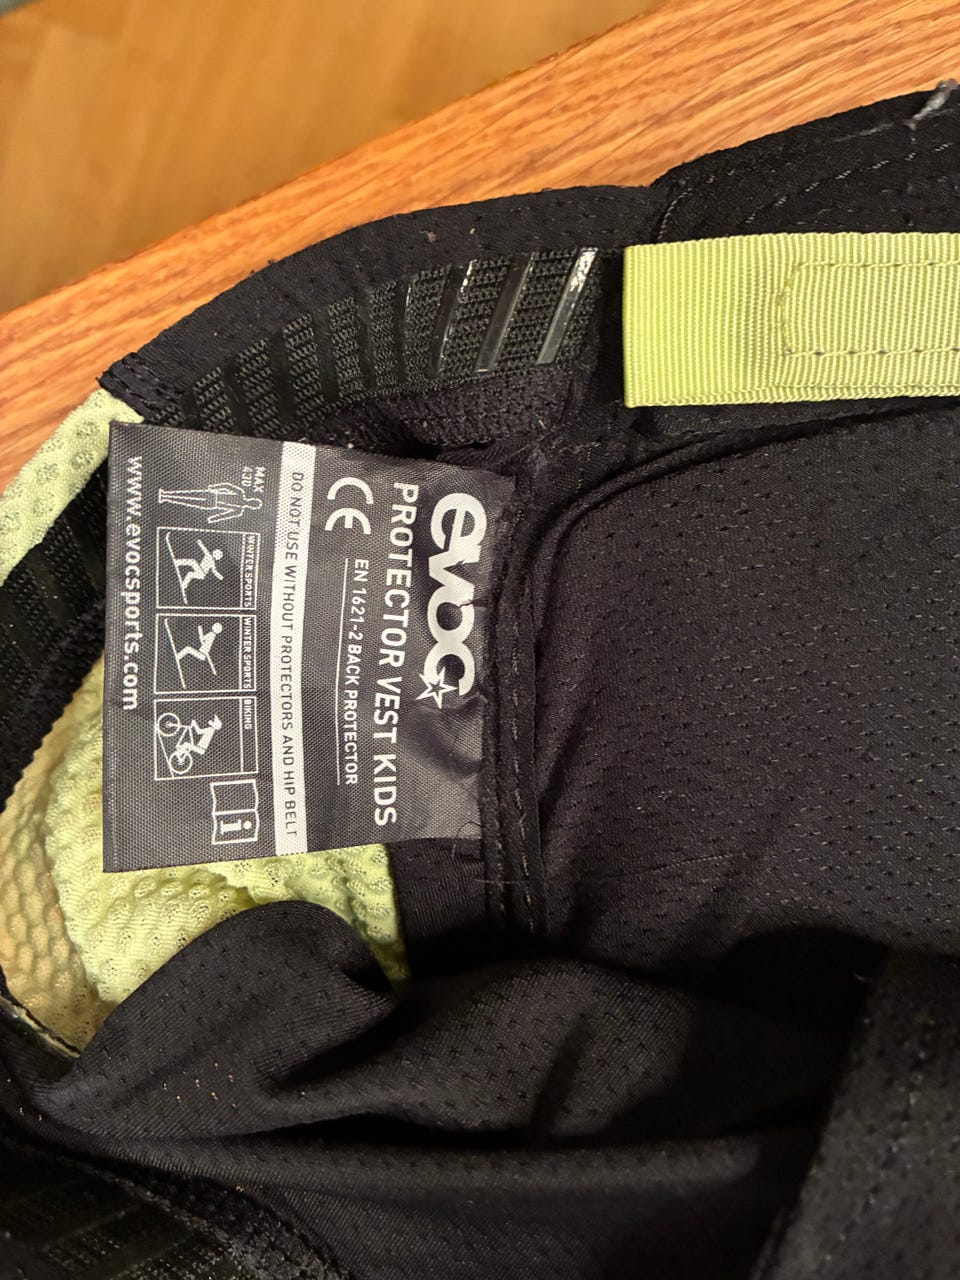 evoc
PROTECTOR VEST KIDS
CE EN 1621-2 BACK PROTECTOR
DO NOT USE WITHOUT PROTECTORS AND HIP BELT
MAX
430
WINTER SPORTS
WINTER SPORTS
BIKING
i
www.evocsports.com